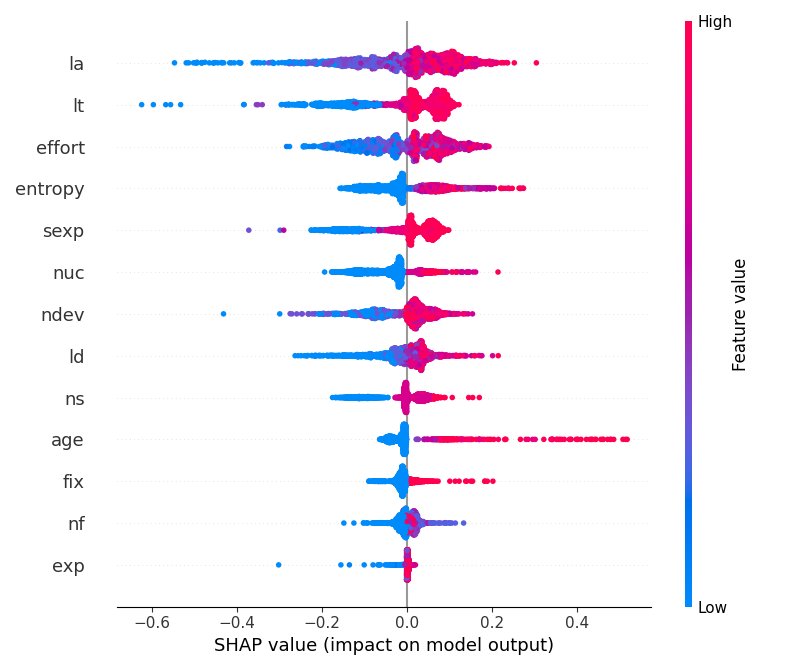 High
la
lt
effort
entropy
sexp
nuc
ndev
ld
ns
age
fix
nf
exp
Feature value
Low
−0.6 −0.4 −0.2 0.0 0.2 0.4
SHAP value (impact on model output)